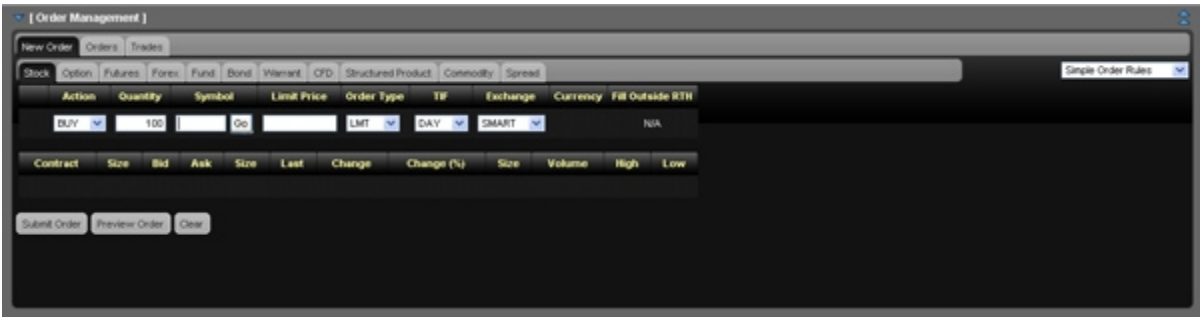 [ Order Management ]
New Order Orders Trades
Stock Option Futures Forex Fund Bond Warrant CFD Structured Product Commodity Spread Simple Order Rules
Action Quantity Symbol Limit Price Order Type TIF Exchange Currency Fill Outside RTH
BUY 100 Go LMT DAY SMART N/A
Contract Size Bid Ask Size Last Change Change (%) Size Volume High Low
Submit Order Preview Order Clear